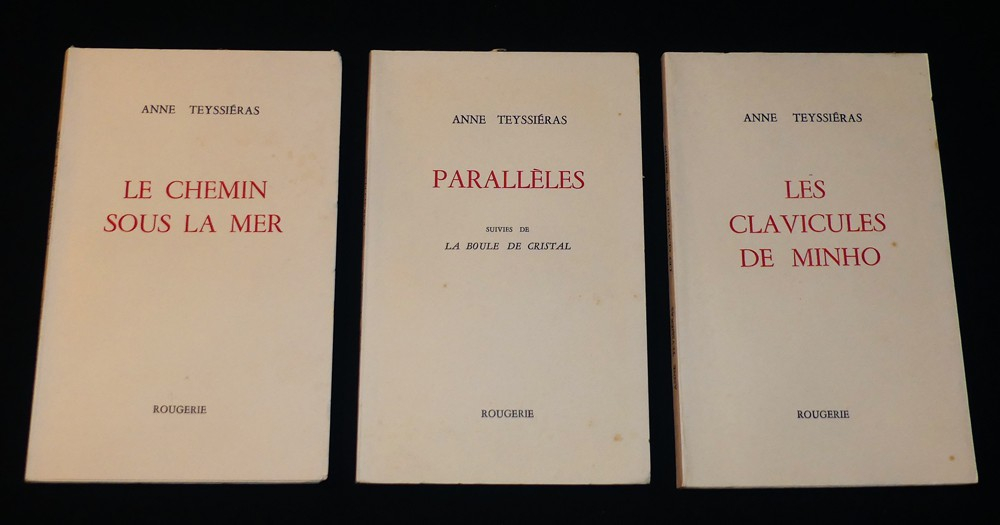 ANNE TEYSSIÉRAS
LE CHEMIN
SOUS LA MER
ROUGERIE
ANNE TEYSSIÉRAS
PARALLÈLES
SUIVIES DE
LA BOULE DE CRISTAL
ROUGERIE
ANNE TEYSSIÉRAS
LES
CLAVICULES
DE MINHO
ROUGERIE